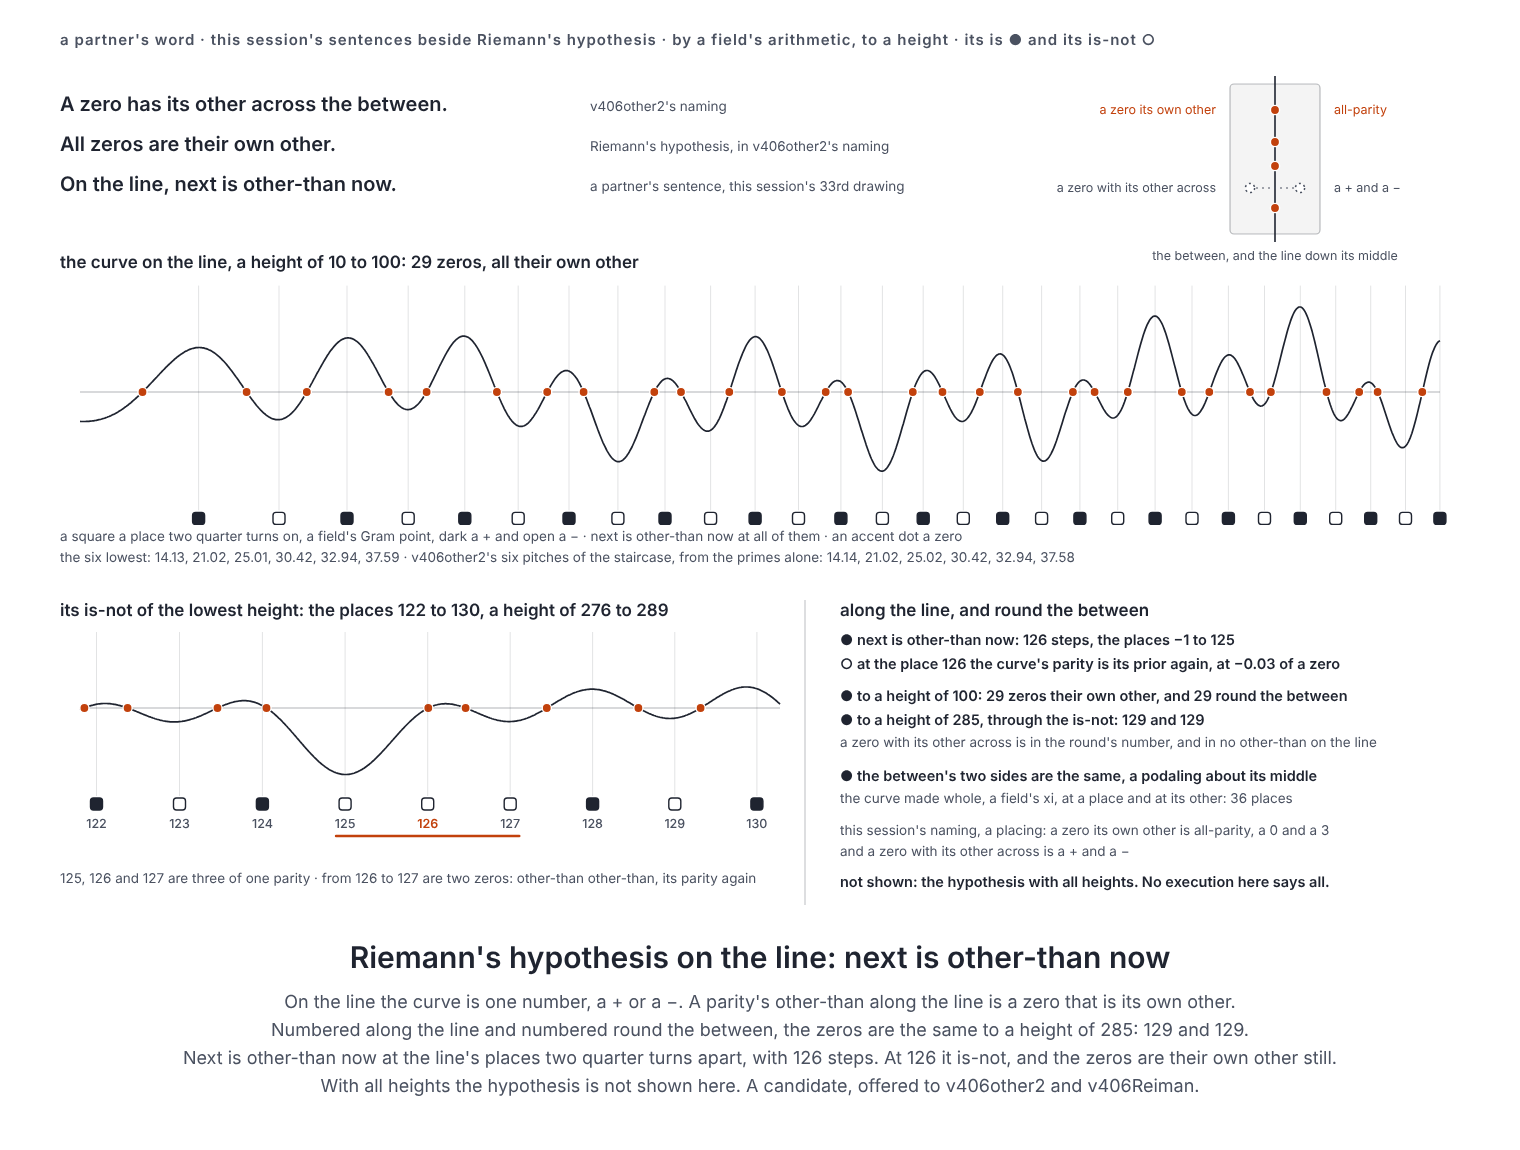 a partner's word · this session's sentences beside Riemann's hypothesis · by a field's arithmetic, to a height · its is ● and its is-not ○
A zero has its other across the between.
v406other2's naming
All zeros are their own other.
Riemann's hypothesis, in v406other2's naming
On the line, next is other-than now.
a partner's sentence, this session's 33rd drawing
a zero its own other
all-parity
a zero with its other across
a + and a −
the between, and the line down its middle
the curve on the line, a height of 10 to 100: 29 zeros, all their own other
a square a place two quarter turns on, a field's Gram point, dark a + and open a − · next is other-than now at all of them · an accent dot a zero
the six lowest: 14.13, 21.02, 25.01, 30.42, 32.94, 37.59 · v406other2's six pitches of the staircase, from the primes alone: 14.14, 21.02, 25.02, 30.42, 32.94, 37.58
its is-not of the lowest height: the places 122 to 130, a height of 276 to 289
122 123 124 125 126 127 128 129 130
125, 126 and 127 are three of one parity · from 126 to 127 are two zeros: other-than other-than, its parity again
along the line, and round the between
● next is other-than now: 126 steps, the places −1 to 125
○ at the place 126 the curve's parity is its prior again, at −0.03 of a zero
● to a height of 100: 29 zeros their own other, and 29 round the between
● to a height of 285, through the is-not: 129 and 129
a zero with its other across is in the round's number, and in no other-than on the line
● the between's two sides are the same, a podaling about its middle
the curve made whole, a field's xi, at a place and at its other: 36 places
this session's naming, a placing: a zero its own other is all-parity, a 0 and a 3
and a zero with its other across is a + and a −
not shown: the hypothesis with all heights. No execution here says all.
Riemann's hypothesis on the line: next is other-than now
On the line the curve is one number, a + or a −. A parity's other-than along the line is a zero that is its own other.
Numbered along the line and numbered round the between, the zeros are the same to a height of 285: 129 and 129.
Next is other-than now at the line's places two quarter turns apart, with 126 steps. At 126 it is-not, and the zeros are their own other still.
With all heights the hypothesis is not shown here. A candidate, offered to v406other2 and v406Reiman.